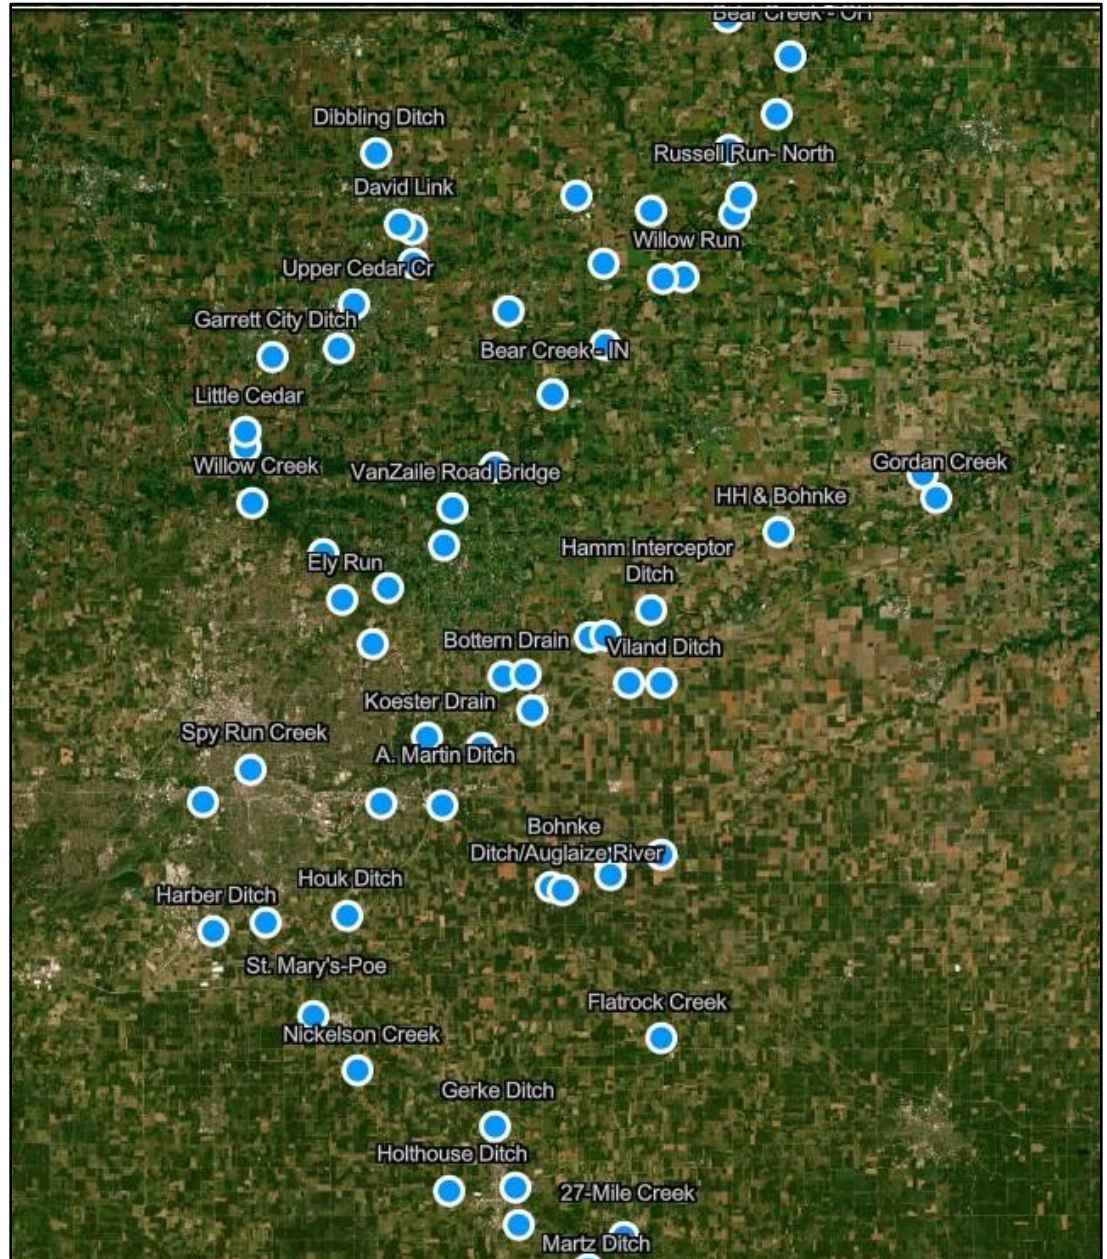 Bear Creek - OH
Dibbling Ditch
Russell Run- North
David Link
Willow Run
Upper Cedar Cr
Garrett City Ditch
Bear Creek - IN
Little Cedar
Willow Creek
VanZaile Road Bridge
Gordan Creek
HH & Bohnke
Hamm Interceptor
Ditch
Ely Run
Bottern Drain
Viland Ditch
Koester Drain
Spy Run Creek
A. Martin Ditch
Bohnke
Ditch/Auglaize River
Houk Ditch
Harber Ditch
St. Mary's-Poe
Flatrock Creek
Nickelson Creek
Gerke Ditch
Holthouse Ditch
27-Mile Creek
Martz Ditch